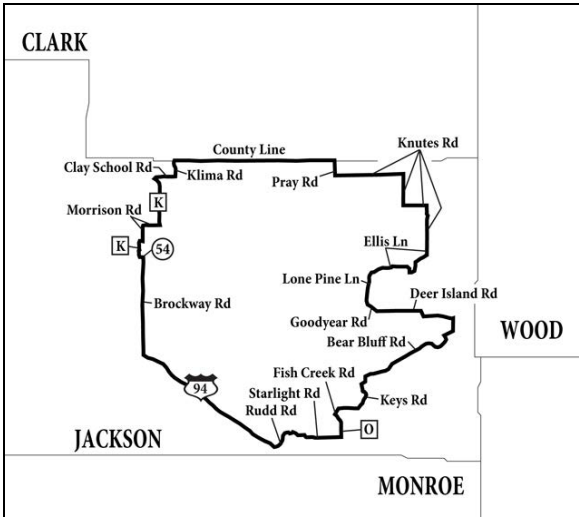 CLARK
County Line
Knutes Rd
Clay School Rd
Klima Rd
Pray Rd
K
Morrison Rd
K
54
Ellis Ln
Lone Pine Ln
Deer Island Rd
Brockway Rd
Goodyear Rd
WOOD
Bear Bluff Rd
Fish Creek Rd
94
Starlight Rd
Keys Rd
Rudd Rd
O
JACKSON
MONROE